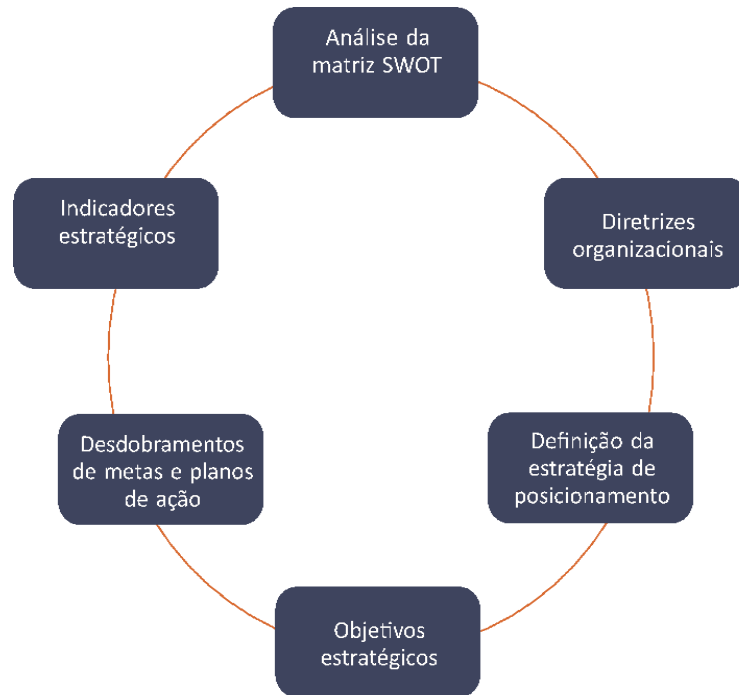 Análise da
matriz SWOT
Indicadores
estratégicos
Diretrizes
organizacionais
Desdobramentos
de metas e planos
de ação
Definição da
estratégia de
posicionamento
Objetivos
estratégicos